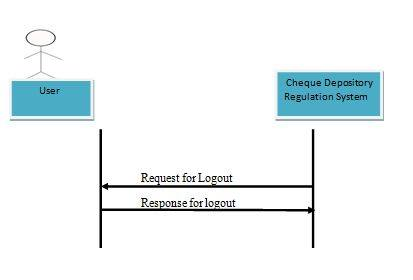 User
Cheque Depository
Regulation System
Request for Logout
Response for logout